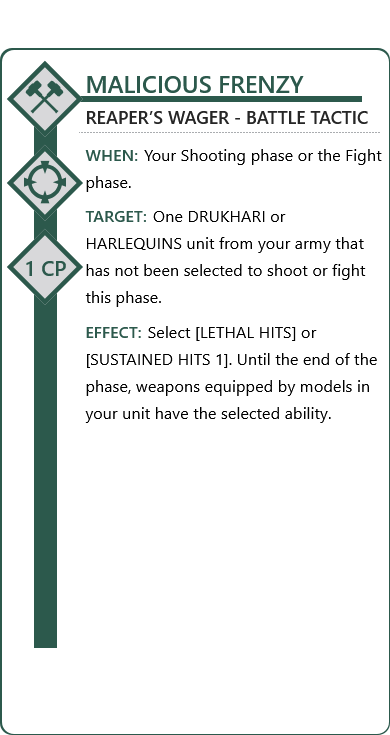 MALICIOUS FRENZY
REAPER’S WAGER - BATTLE TACTIC
WHEN: Your Shooting phase or the Fight
phase.
TARGET: One DRUKHARI or
HARLEQUINS unit from your army that
has not been selected to shoot or fight
this phase.
1 CP
EFFECT: Select [LETHAL HITS] or
[SUSTAINED HITS 1]. Until the end of the
phase, weapons equipped by models in
your unit have the selected ability.